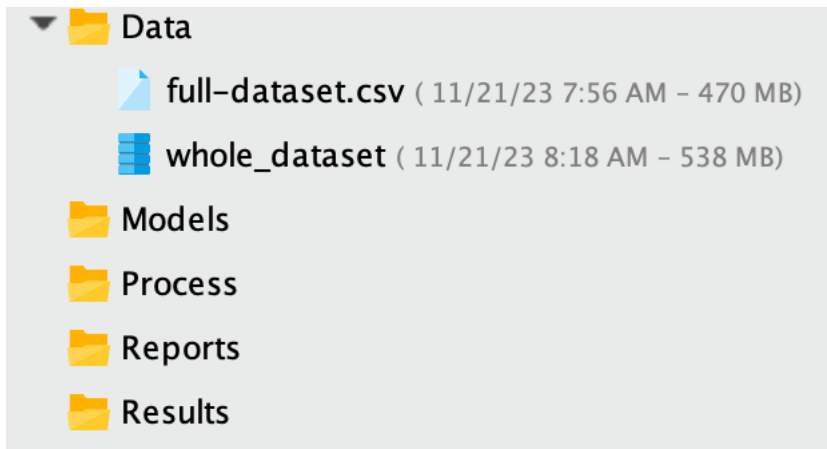 Data
full-dataset.csv ( 11/21/23 7:56 AM – 470 MB)
whole_dataset ( 11/21/23 8:18 AM – 538 MB)
Models
Process
Reports
Results